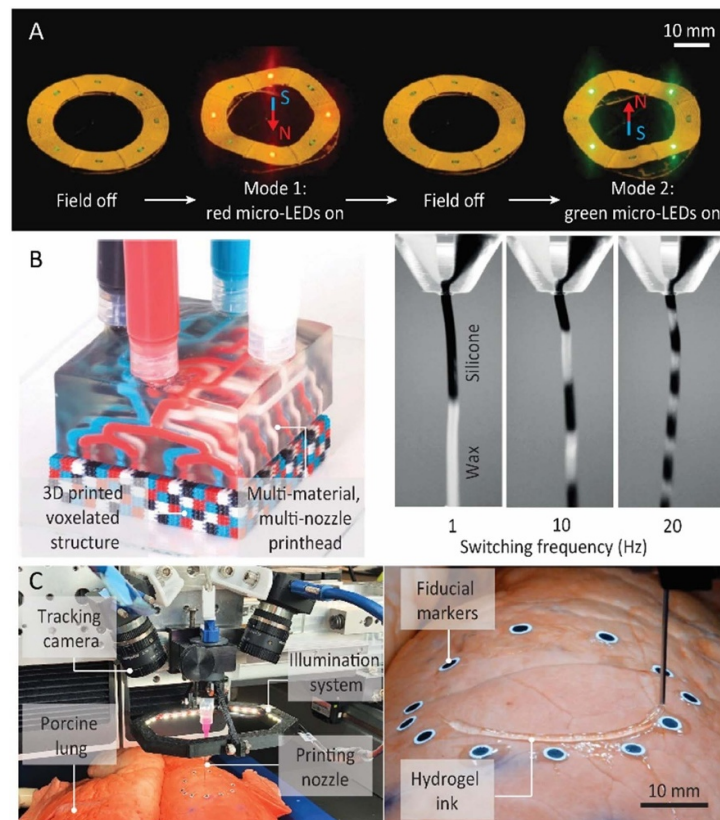 A
10 mm
S
N
N
S
Field off
Mode 1:
red micro-LEDs on
Field off
Mode 2:
green micro-LEDs on
B
3D printed
voxelated
structure
Multi-material,
multi-nozzle
printhead
Silicone
Wax
1
10
20
Switching frequency (Hz)
C
Tracking
camera
Illumination
system
Porcine
lung
Printing
nozzle
Fiducial
markers
Hydrogel
ink
10 mm